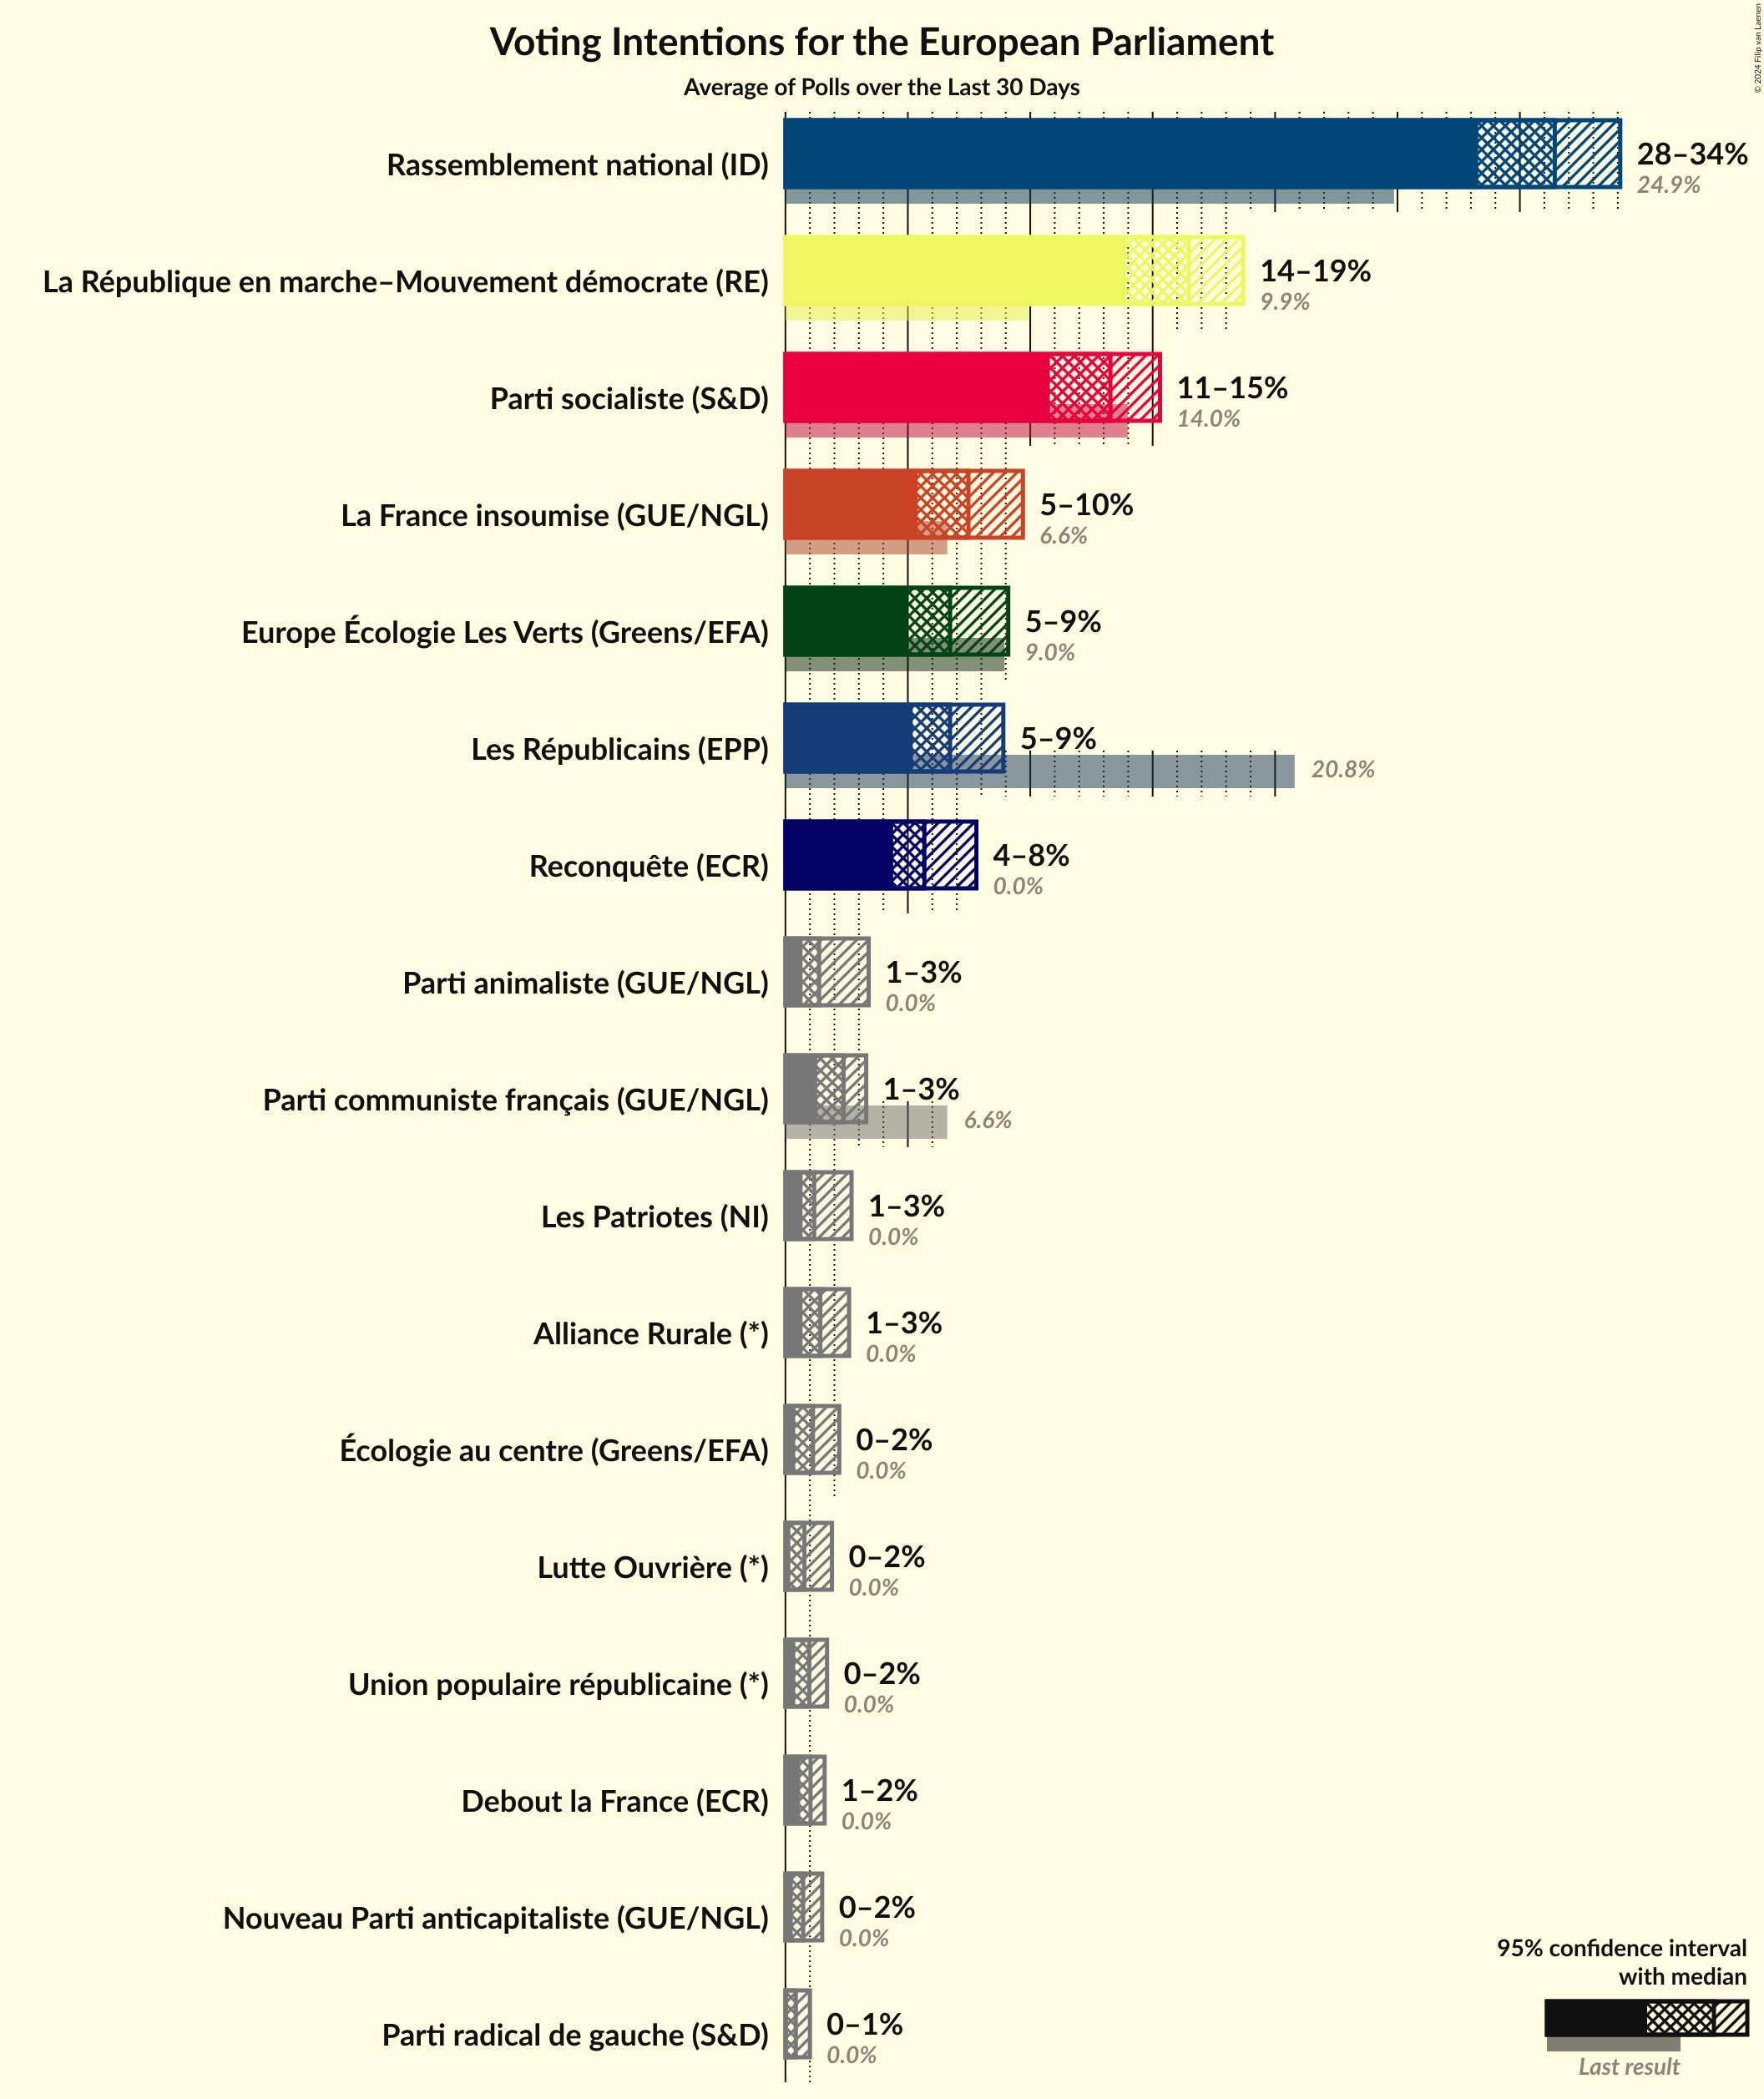 Voting Intentions for the European Parliament
Average of Polls over the Last 30 Days
© 2024 Filip van Laenen
Rassemblement national (ID)
28–34%
24.9%
La République en marche–Mouvement démocrate (RE)
14–19%
9.9%
Parti socialiste (S&D)
11–15%
14.0%
La France insoumise (GUE/NGL)
5–10%
6.6%
Europe Écologie Les Verts (Greens/EFA)
5–9%
9.0%
Les Républicains (EPP)
5–9%
20.8%
Reconquête (ECR)
4–8%
0.0%
Parti animaliste (GUE/NGL)
1–3%
0.0%
Parti communiste français (GUE/NGL)
1–3%
6.6%
Les Patriotes (NI)
1–3%
0.0%
Alliance Rurale (*)
1–3%
0.0%
Écologie au centre (Greens/EFA)
0–2%
0.0%
Lutte Ouvrière (*)
0–2%
0.0%
Union populaire républicaine (*)
0–2%
0.0%
Debout la France (ECR)
1–2%
0.0%
Nouveau Parti anticapitaliste (GUE/NGL)
0–2%
0.0%
Parti radical de gauche (S&D)
0–1%
0.0%
95% confidence interval
with median
Last result